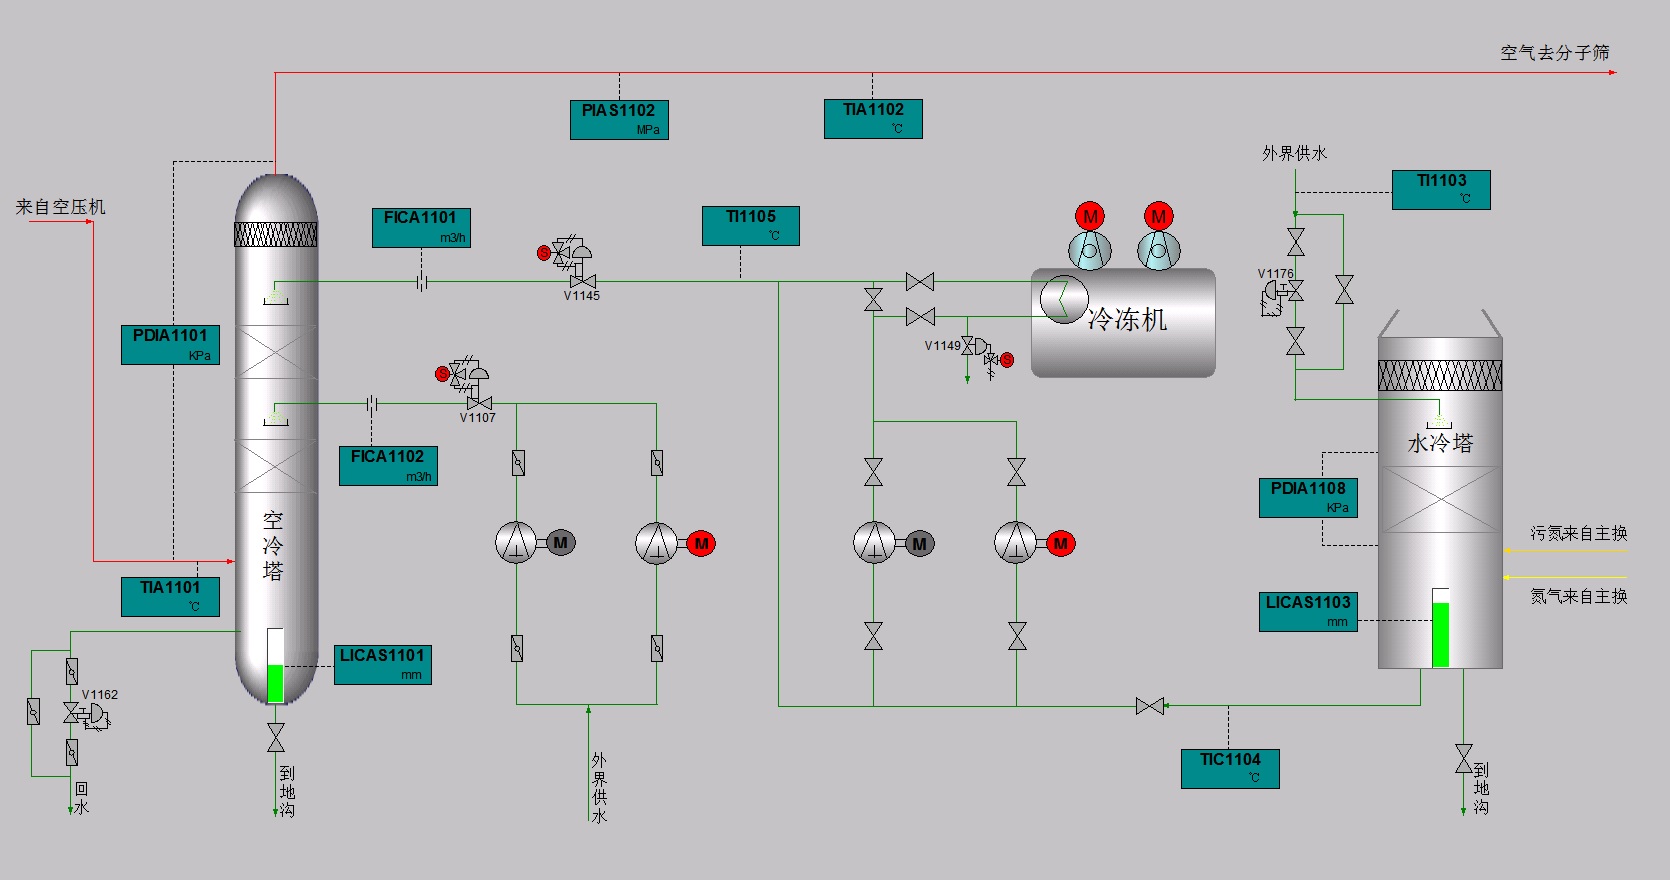 空气去分子筛
PIAS1102
MPa
TIA1102
℃
外界供水
TI1103
℃
来自空压机
FICA1101
m3/h
TI1105
℃
M
M
S
V1145
V1176
冷冻机
PDIA1101
KPa
V1149
S
S
V1107
水冷塔
FICA1102
m3/h
PDIA1108
KPa
空冷塔
M
M
M
M
污氮来自主换
TIA1101
℃
氮气来自主换
LICAS1103
mm
LICAS1101
mm
V1162
外界供水
TIC1104
℃
到地沟
回水
到地沟